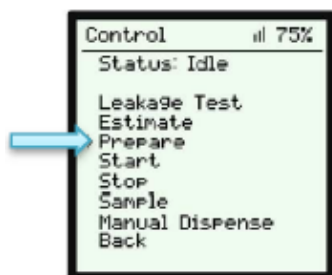 Control 75%
Status: Idle
Leakage Test
Estimate
Prepare
Start
Stop
Sample
Manual Dispense
Back